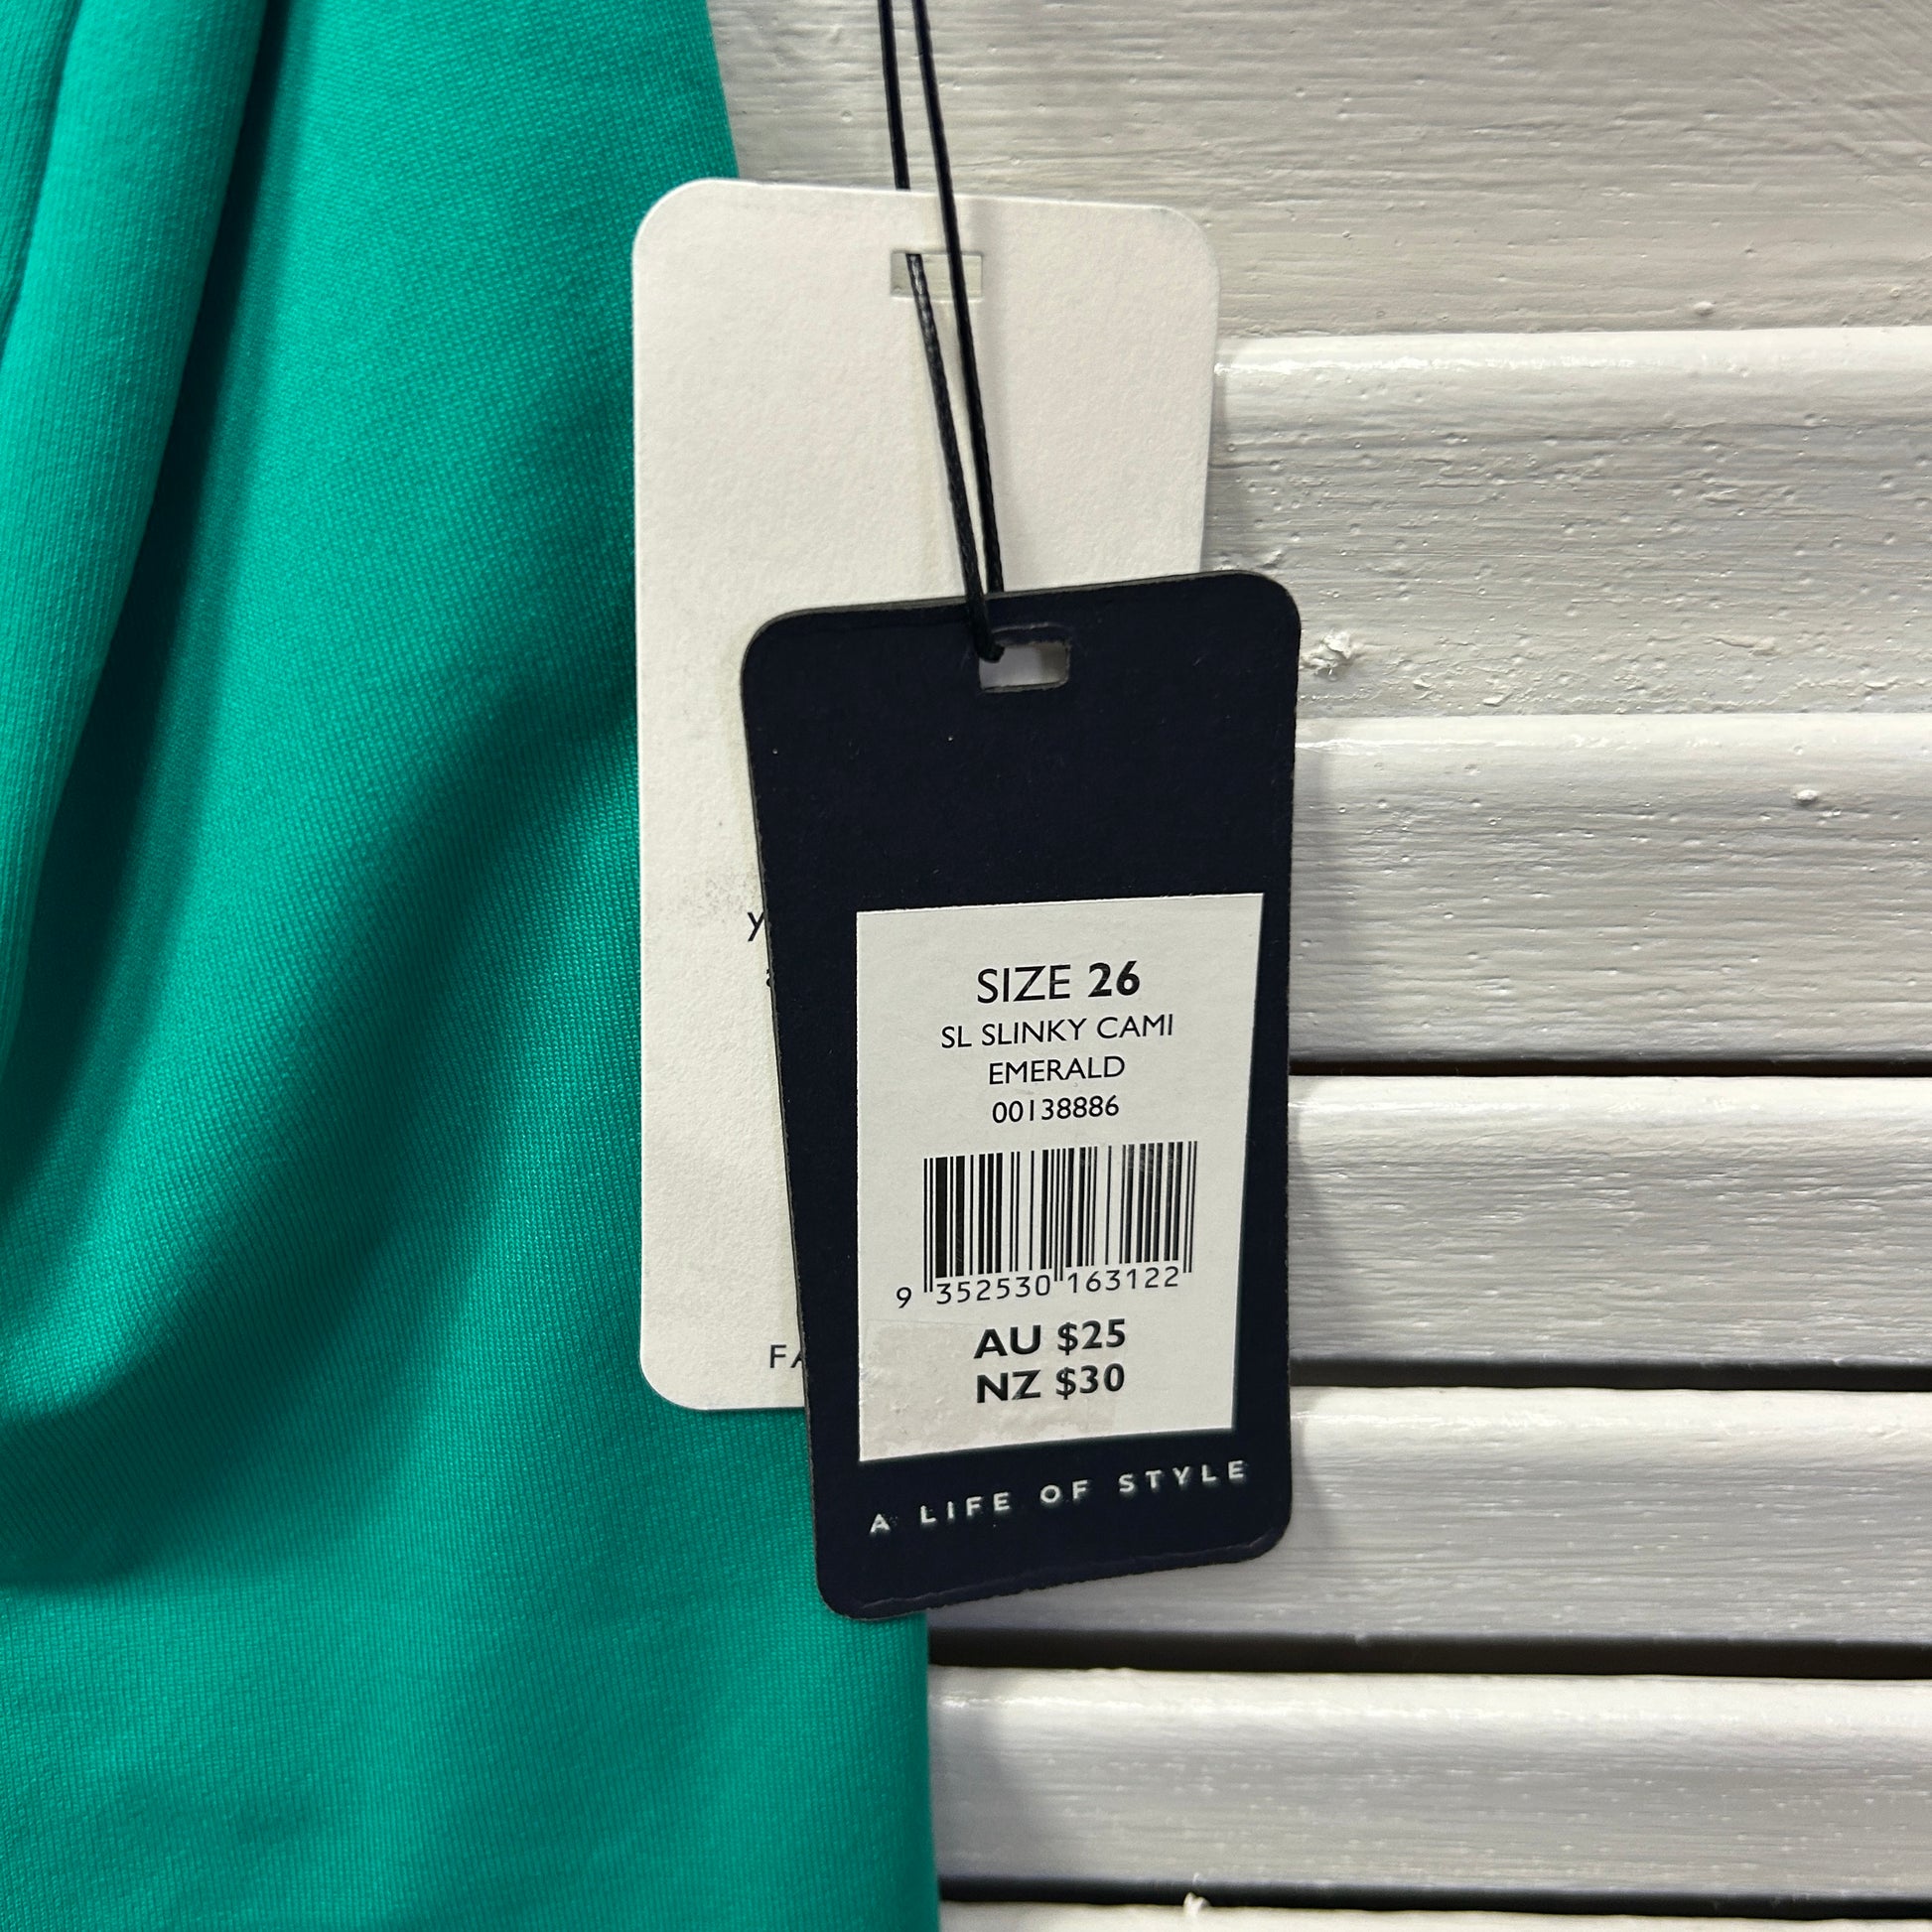 SIZE 26
SL SLINKY CAMI
EMERALD
00138886
9 352530 163122
AU $25
NZ $30
A LIFE OF STYLE